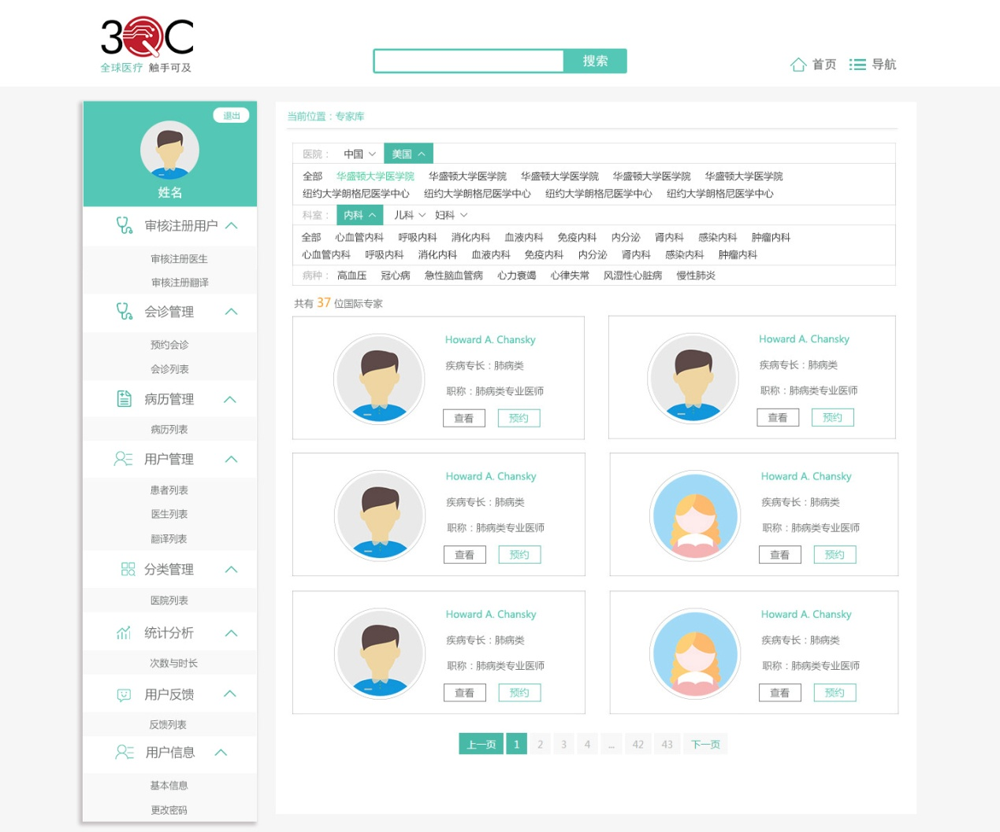 3QC
全球医疗 触手可及
搜索
首页
导航
退出
姓名
审核注册用户
审核注册医生
审核注册翻译
会诊管理
预约会诊
会诊列表
病历管理
病历列表
用户管理
患者列表
医生列表
翻译列表
分类管理
医院列表
统计分析
次数与时长
用户反馈
反馈列表
用户信息
基本信息
更改密码
当前位置：专家库
医院： 中国 美国
全部 华盛顿大学医学院 华盛顿大学医学院 华盛顿大学医学院 华盛顿大学医学院 华盛顿大学医学院
纽约大学朗格尼医学中心 纽约大学朗格尼医学中心 纽约大学朗格尼医学中心 纽约大学朗格尼医学中心
科室： 内科 儿科 妇科
全部 心血管内科 呼吸内科 消化内科 血液内科 免疫内科 内分泌 肾内科 感染内科 肿瘤内科
心血管内科 呼吸内科 消化内科 血液内科 免疫内科 内分泌 肾内科 感染内科 肿瘤内科
病种： 高血压 冠心病 急性脑血管病 心力衰竭 心律失常 风湿性心脏病 慢性肺炎
共有 37 位国际专家
Howard A. Chansky
疾病专长：肺病类
职称：肺病类专业医师
查看 预约
Howard A. Chansky
疾病专长：肺病类
职称：肺病类专业医师
查看 预约
Howard A. Chansky
疾病专长：肺病类
职称：肺病类专业医师
查看 预约
Howard A. Chansky
疾病专长：肺病类
职称：肺病类专业医师
查看 预约
Howard A. Chansky
疾病专长：肺病类
职称：肺病类专业医师
查看 预约
Howard A. Chansky
疾病专长：肺病类
职称：肺病类专业医师
查看 预约
上一页 1 2 3 4 ... 42 43 下一页